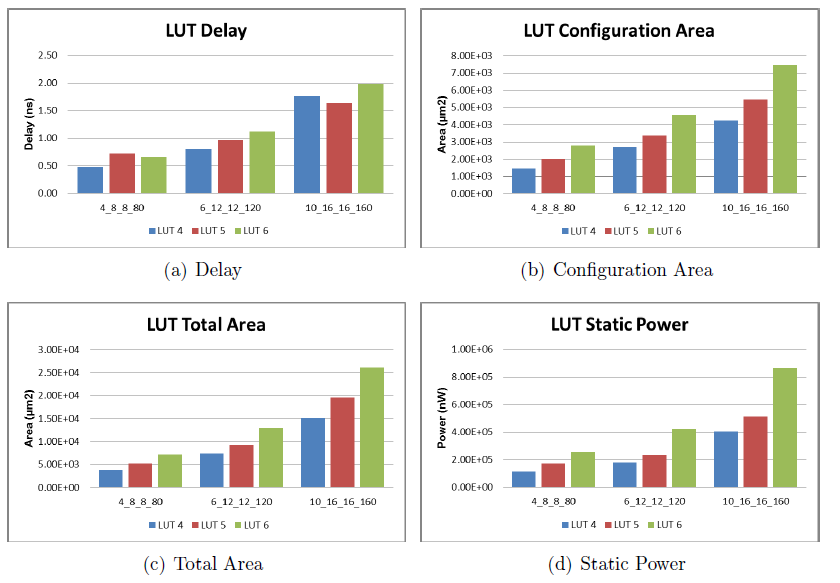 LUT Delay
Delay (ns)
2.50
2.00
1.50
1.00
0.50
0.00
4_8_8_80 6_12_12_120 10_16_16_160
LUT 4 LUT 5 LUT 6
(a) Delay
LUT Configuration Area
Area (µm2)
8.00E+03
7.00E+03
6.00E+03
5.00E+03
4.00E+03
3.00E+03
2.00E+03
1.00E+03
0.00E+00
4_8_8_80 6_12_12_120 10_16_16_160
LUT 4 LUT 5 LUT 6
(b) Configuration Area
LUT Total Area
Area (µm2)
3.00E+04
2.50E+04
2.00E+04
1.50E+04
1.00E+04
5.00E+03
0.00E+00
4_8_8_80 6_12_12_120 10_16_16_160
LUT 4 LUT 5 LUT 6
(c) Total Area
LUT Static Power
Power (nW)
1.00E+06
8.00E+05
6.00E+05
4.00E+05
2.00E+05
0.00E+00
4_8_8_80 6_12_12_120 10_16_16_160
LUT 4 LUT 5 LUT 6
(d) Static Power